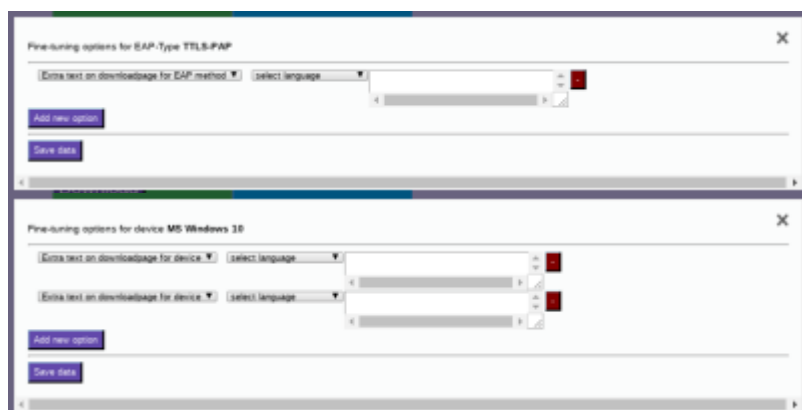 Fine-tuning options for EAP-Type TTLS-PAP
Extra text on downloadpage for EAP method ▼ select language ▼
-
Add new option
Save data
Fine-tuning options for device MS Windows 10
Extra text on downloadpage for device ▼ select language ▼
-
Extra text on downloadpage for device ▼ select language ▼
-
Add new option
Save data